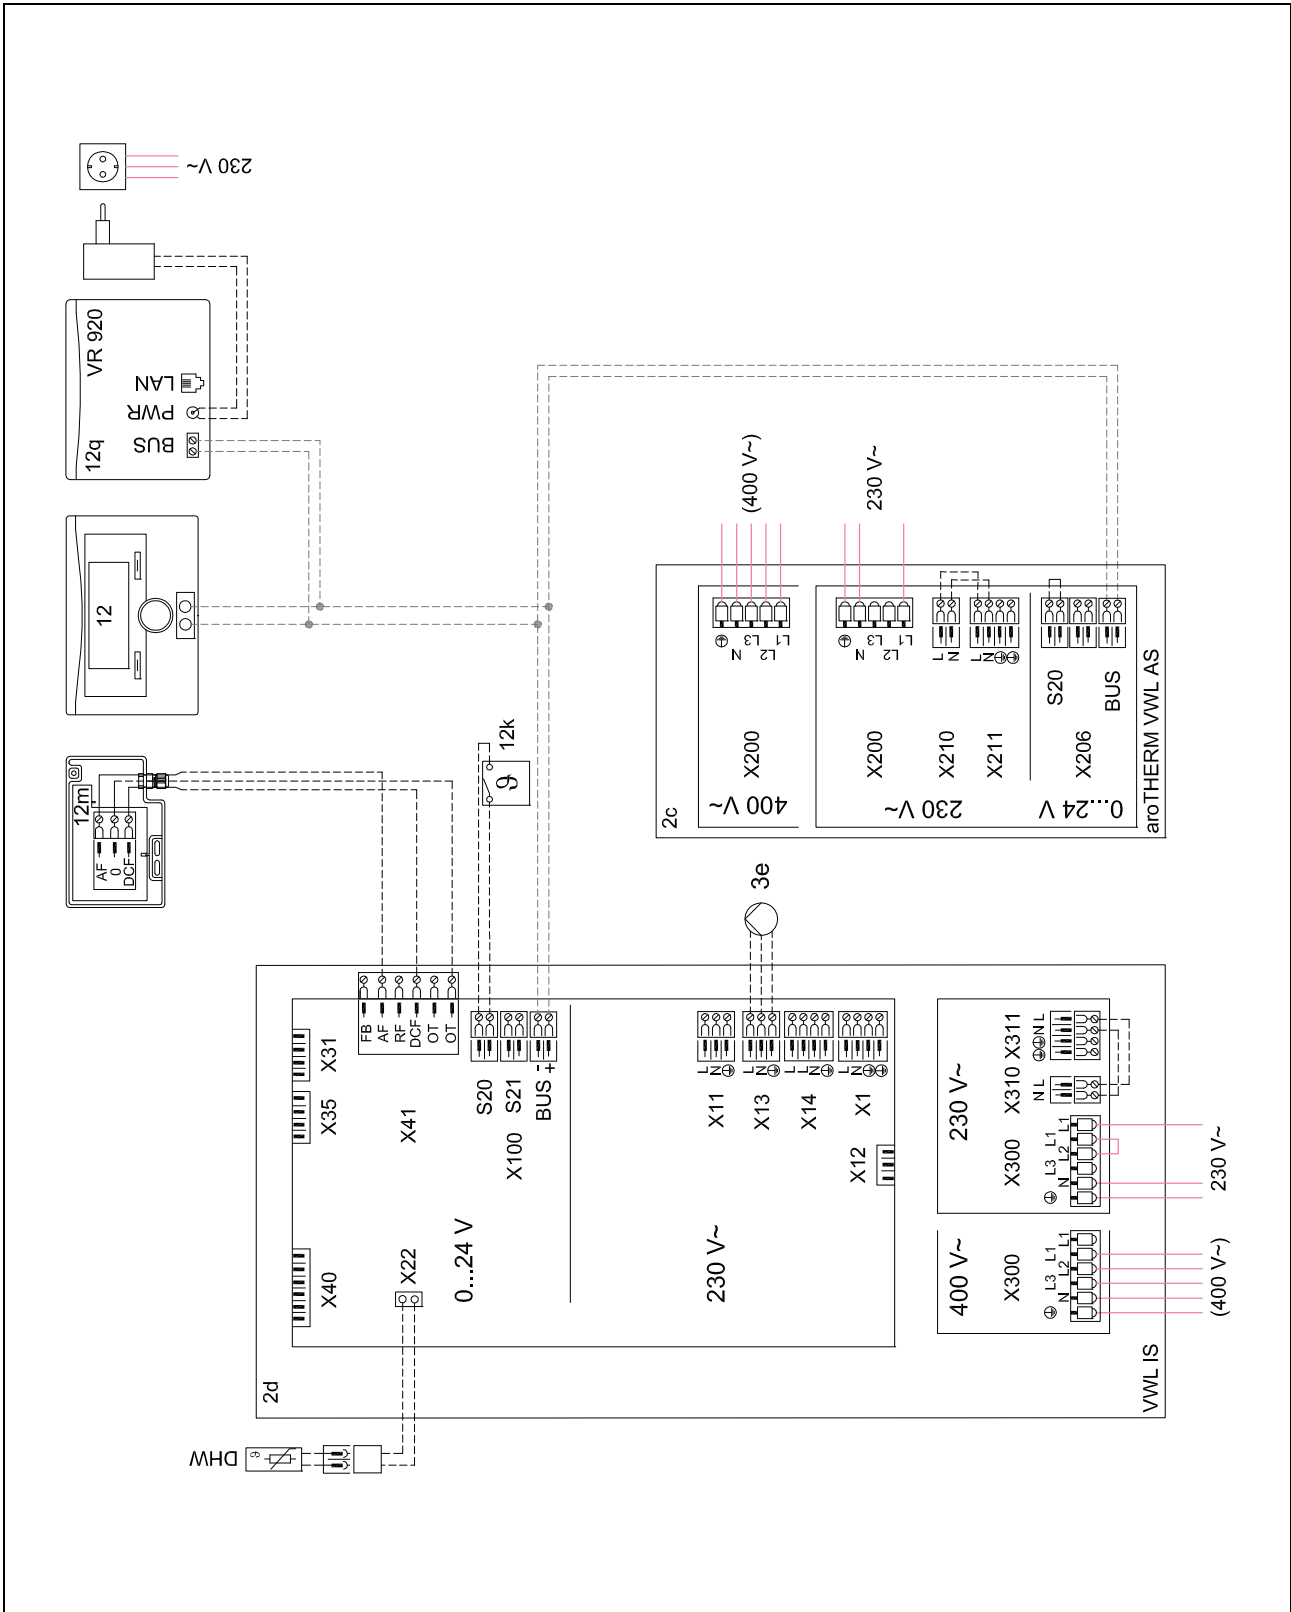 230 V~
VR 920
LAN
PWR
BUS
12q
12
12m
AF
0
DCF
12k
ϑ
(400 V~)
230 V~
2c
400 V~
X200
N
L3
L2
L1
230 V~
X200
N
L3
L2
L1
X210
L
N
X211
L
N
0...24 V
S20
X206
BUS
aroTHERM VWL AS
3e
2d
X31
X35
X40
X41
FB
AF
RF
DCF
OT
OT
S20
S21
X100
BUS - +
X22
0...24 V
230 V~
X11
L
N
X13
L
N
X14
L
L
N
X1
L
N
X12
230 V~
X311
N L
X310
N L
X300
N
L3
L2
L1
L1
230 V~
400 V~
X300
N
L3
L2
L1
L1
(400 V~)
VWL IS
DHW
ϑ